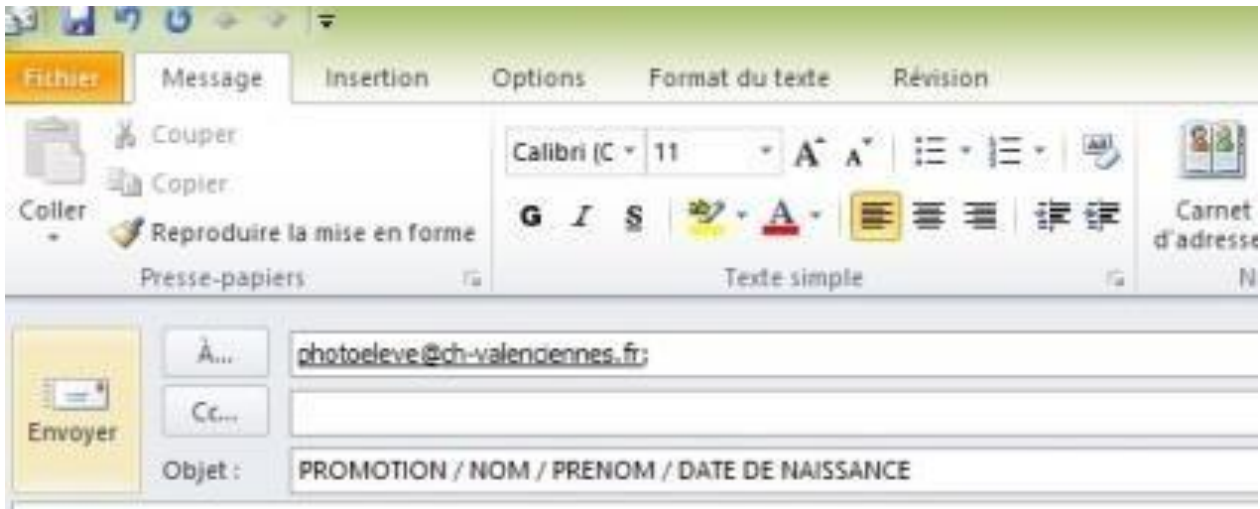 Fichier Message Insertion Options Format du texte Révision
Couper
Copier
Coller
Reproduire la mise en forme
Presse-papiers
Calibri (C 11
G I S
Texte simple
Carnet
d'adresse
N
À...
photoeleve@ch-valenciennes.fr;
Cc...
Envoyer
Objet :
PROMOTION / NOM / PRENOM / DATE DE NAISSANCE